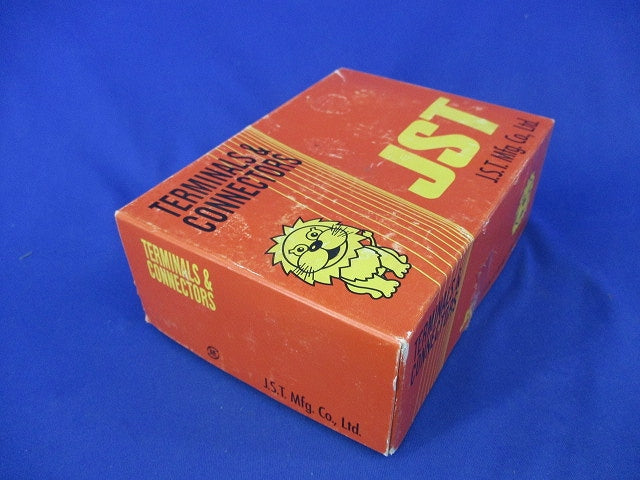 JST
J.S.T. Mfg. Co., Ltd.
TERMINALS &
CONNECTORS
TERMINALS &
CONNECTORS
J.S.T. Mfg. Co., Ltd.
TERMINALS &
CONNECTORS